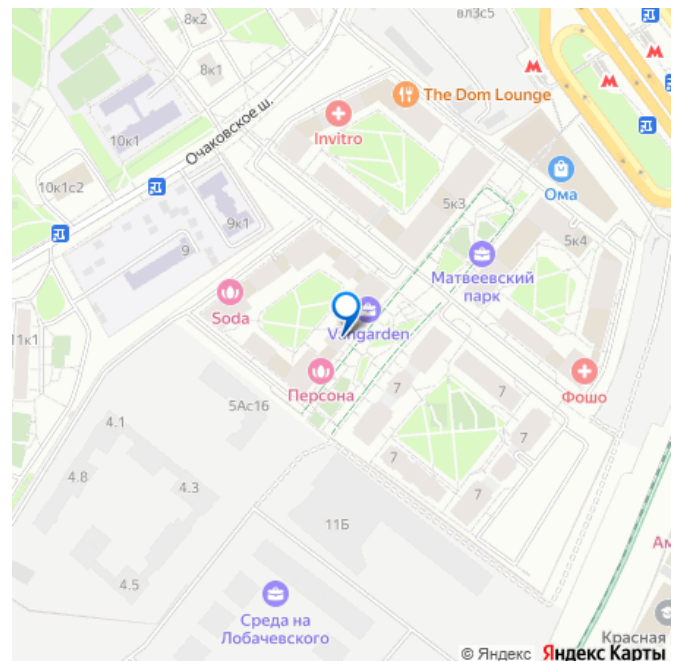 8к2
вл3с5
8к1
The Dom Lounge
Очаковское ш.
Invitro
10к1
Ома
10к1с2
5к3
9к1
5к4
9
Матвеевский
парк
Soda
Vangarden
Персона
7
Фошо
5Ас16
7
4.1
7
7
4.8
4.3
11Б
4.5
Среда на
Лобачевского
Красная
© Яндекс Яндекс Карты